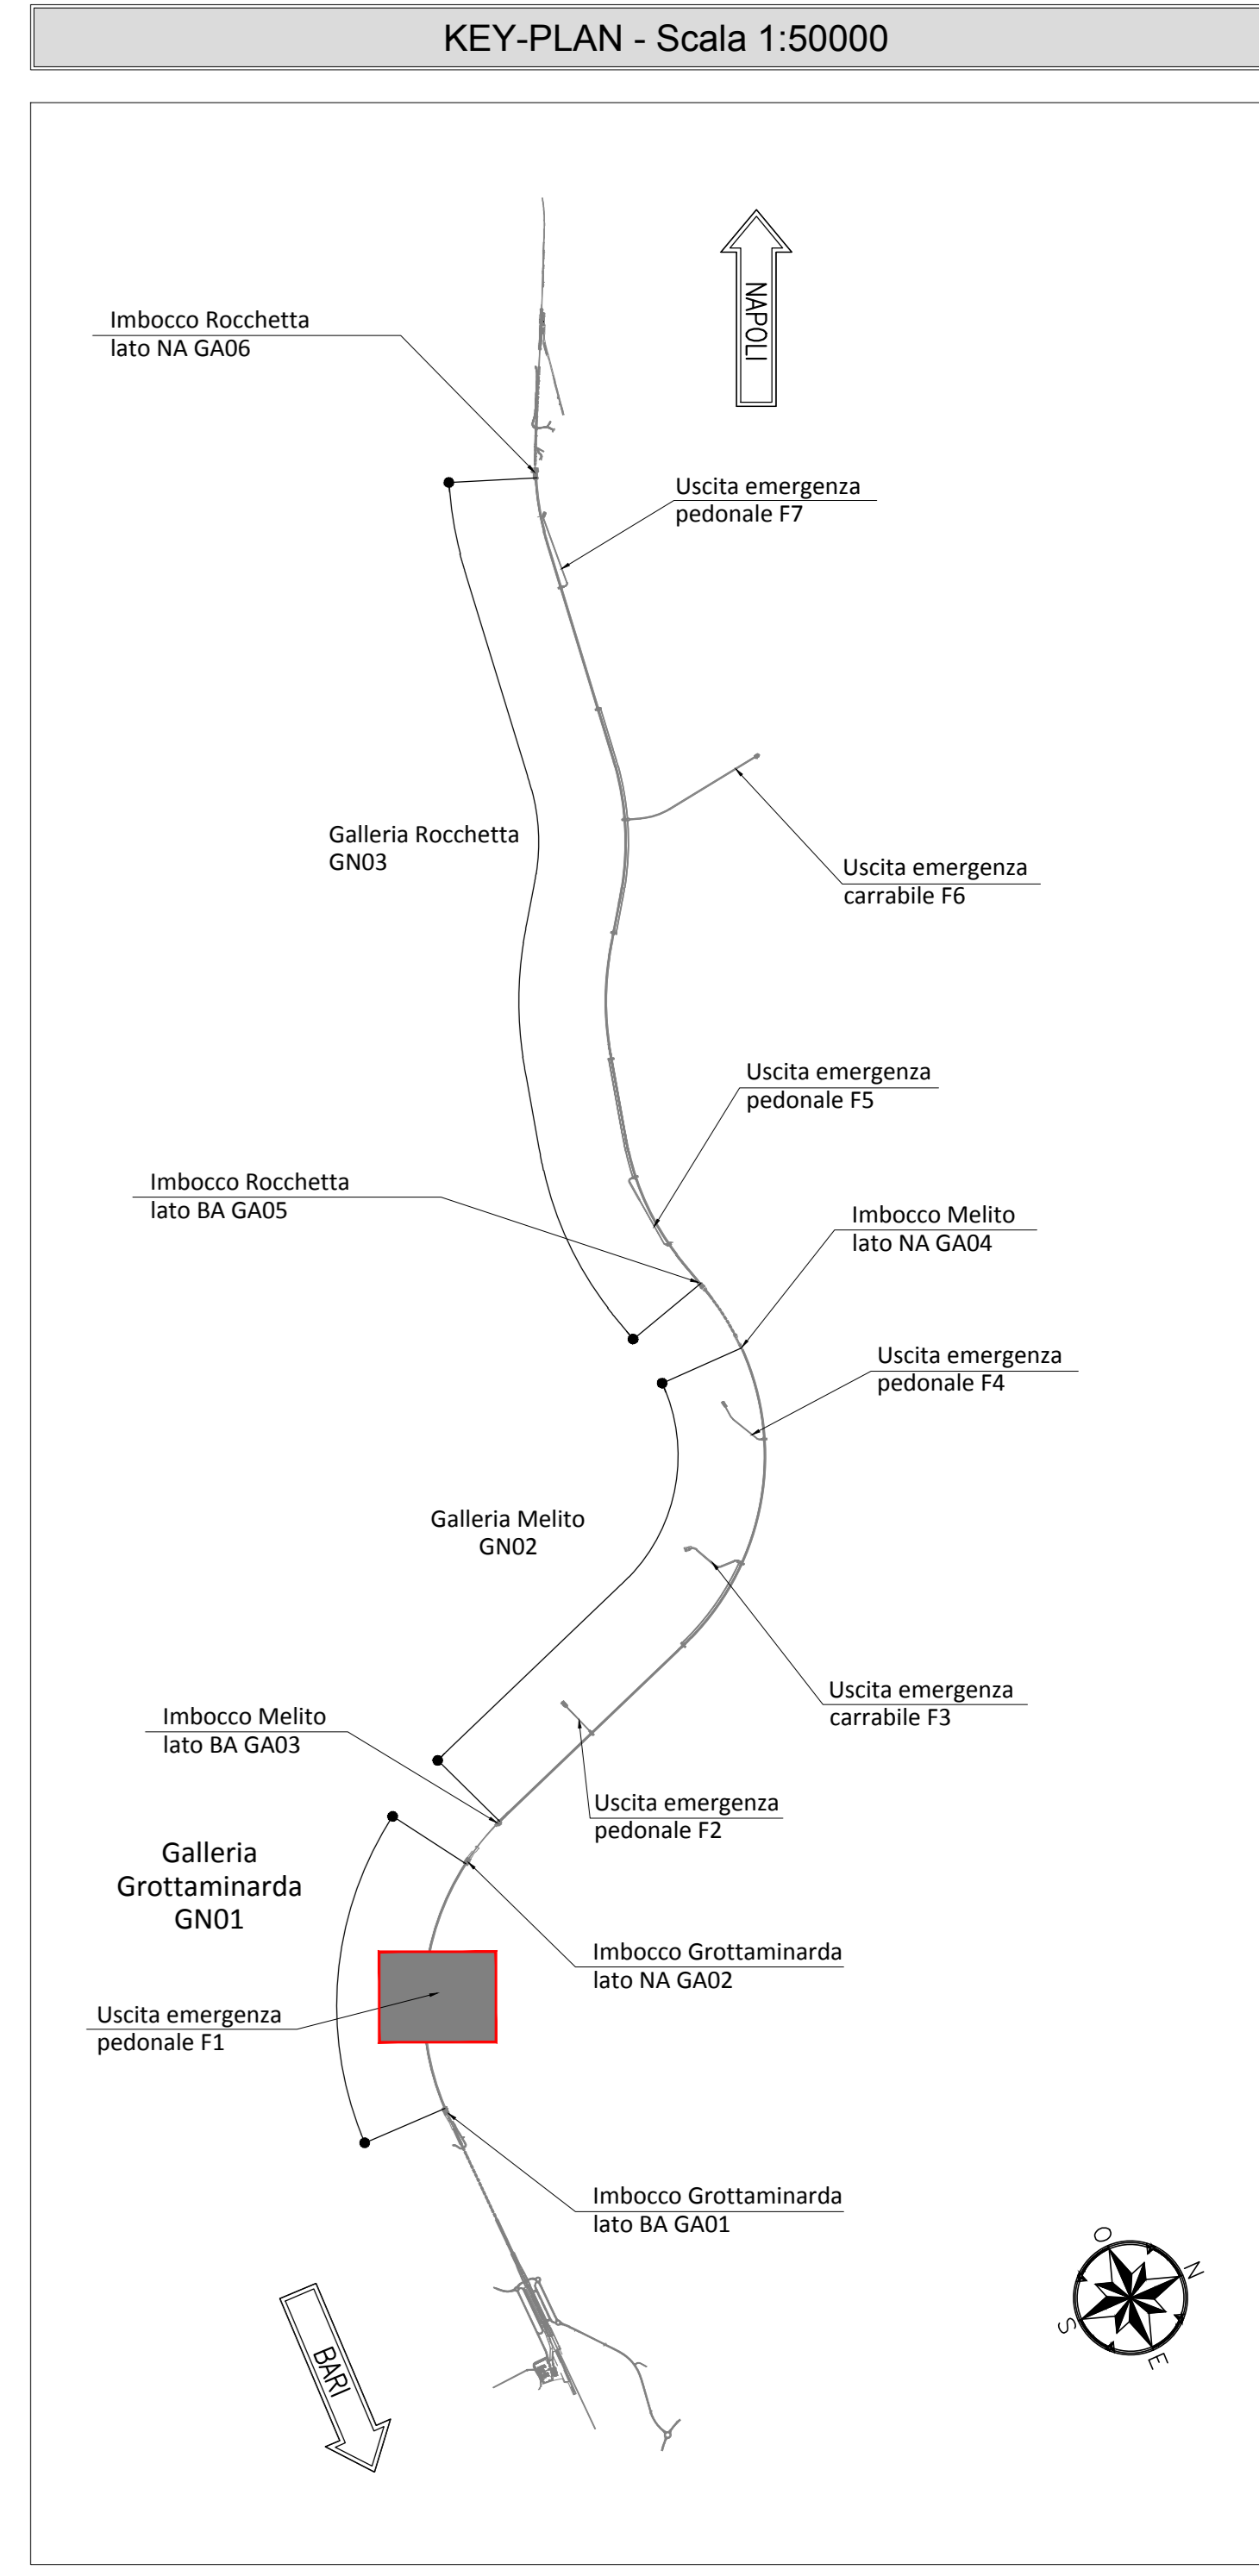 KEY-PLAN - Scala 1:50000
NAPOLI
Imbocco Rocchetta
lato NA GA06
Uscita emergenza
pedonale F7
Galleria Rocchetta
GN03
Uscita emergenza
carrabile F6
Uscita emergenza
pedonale F5
Imbocco Rocchetta
lato BA GA05
Imbocco Melito
lato NA GA04
Uscita emergenza
pedonale F4
Galleria Melito
GN02
Uscita emergenza
carrabile F3
Imbocco Melito
lato BA GA03
Uscita emergenza
pedonale F2
Galleria
Grottaminarda
GN01
Imbocco Grottaminarda
lato NA GA02
Uscita emergenza
pedonale F1
Imbocco Grottaminarda
lato BA GA01
BARI
O
N
S
E